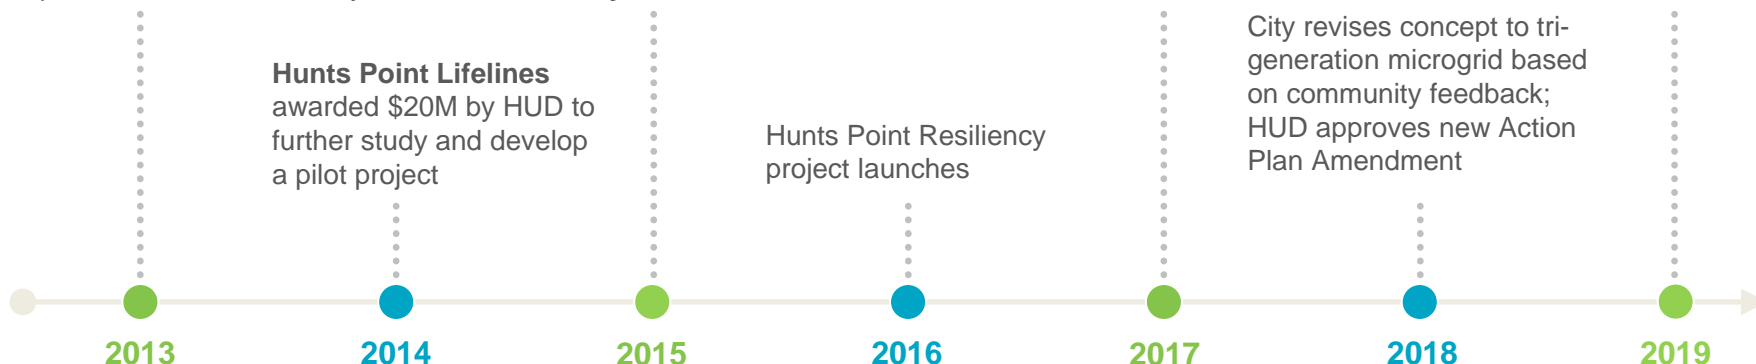 Hunts Point Lifelines
awarded $20M by HUD to
further study and develop
a pilot project
Hunts Point Resiliency
project launches
City revises concept to tri-
generation microgrid based
on community feedback;
HUD approves new Action
Plan Amendment
2013
2014
2015
2016
2017
2018
2019